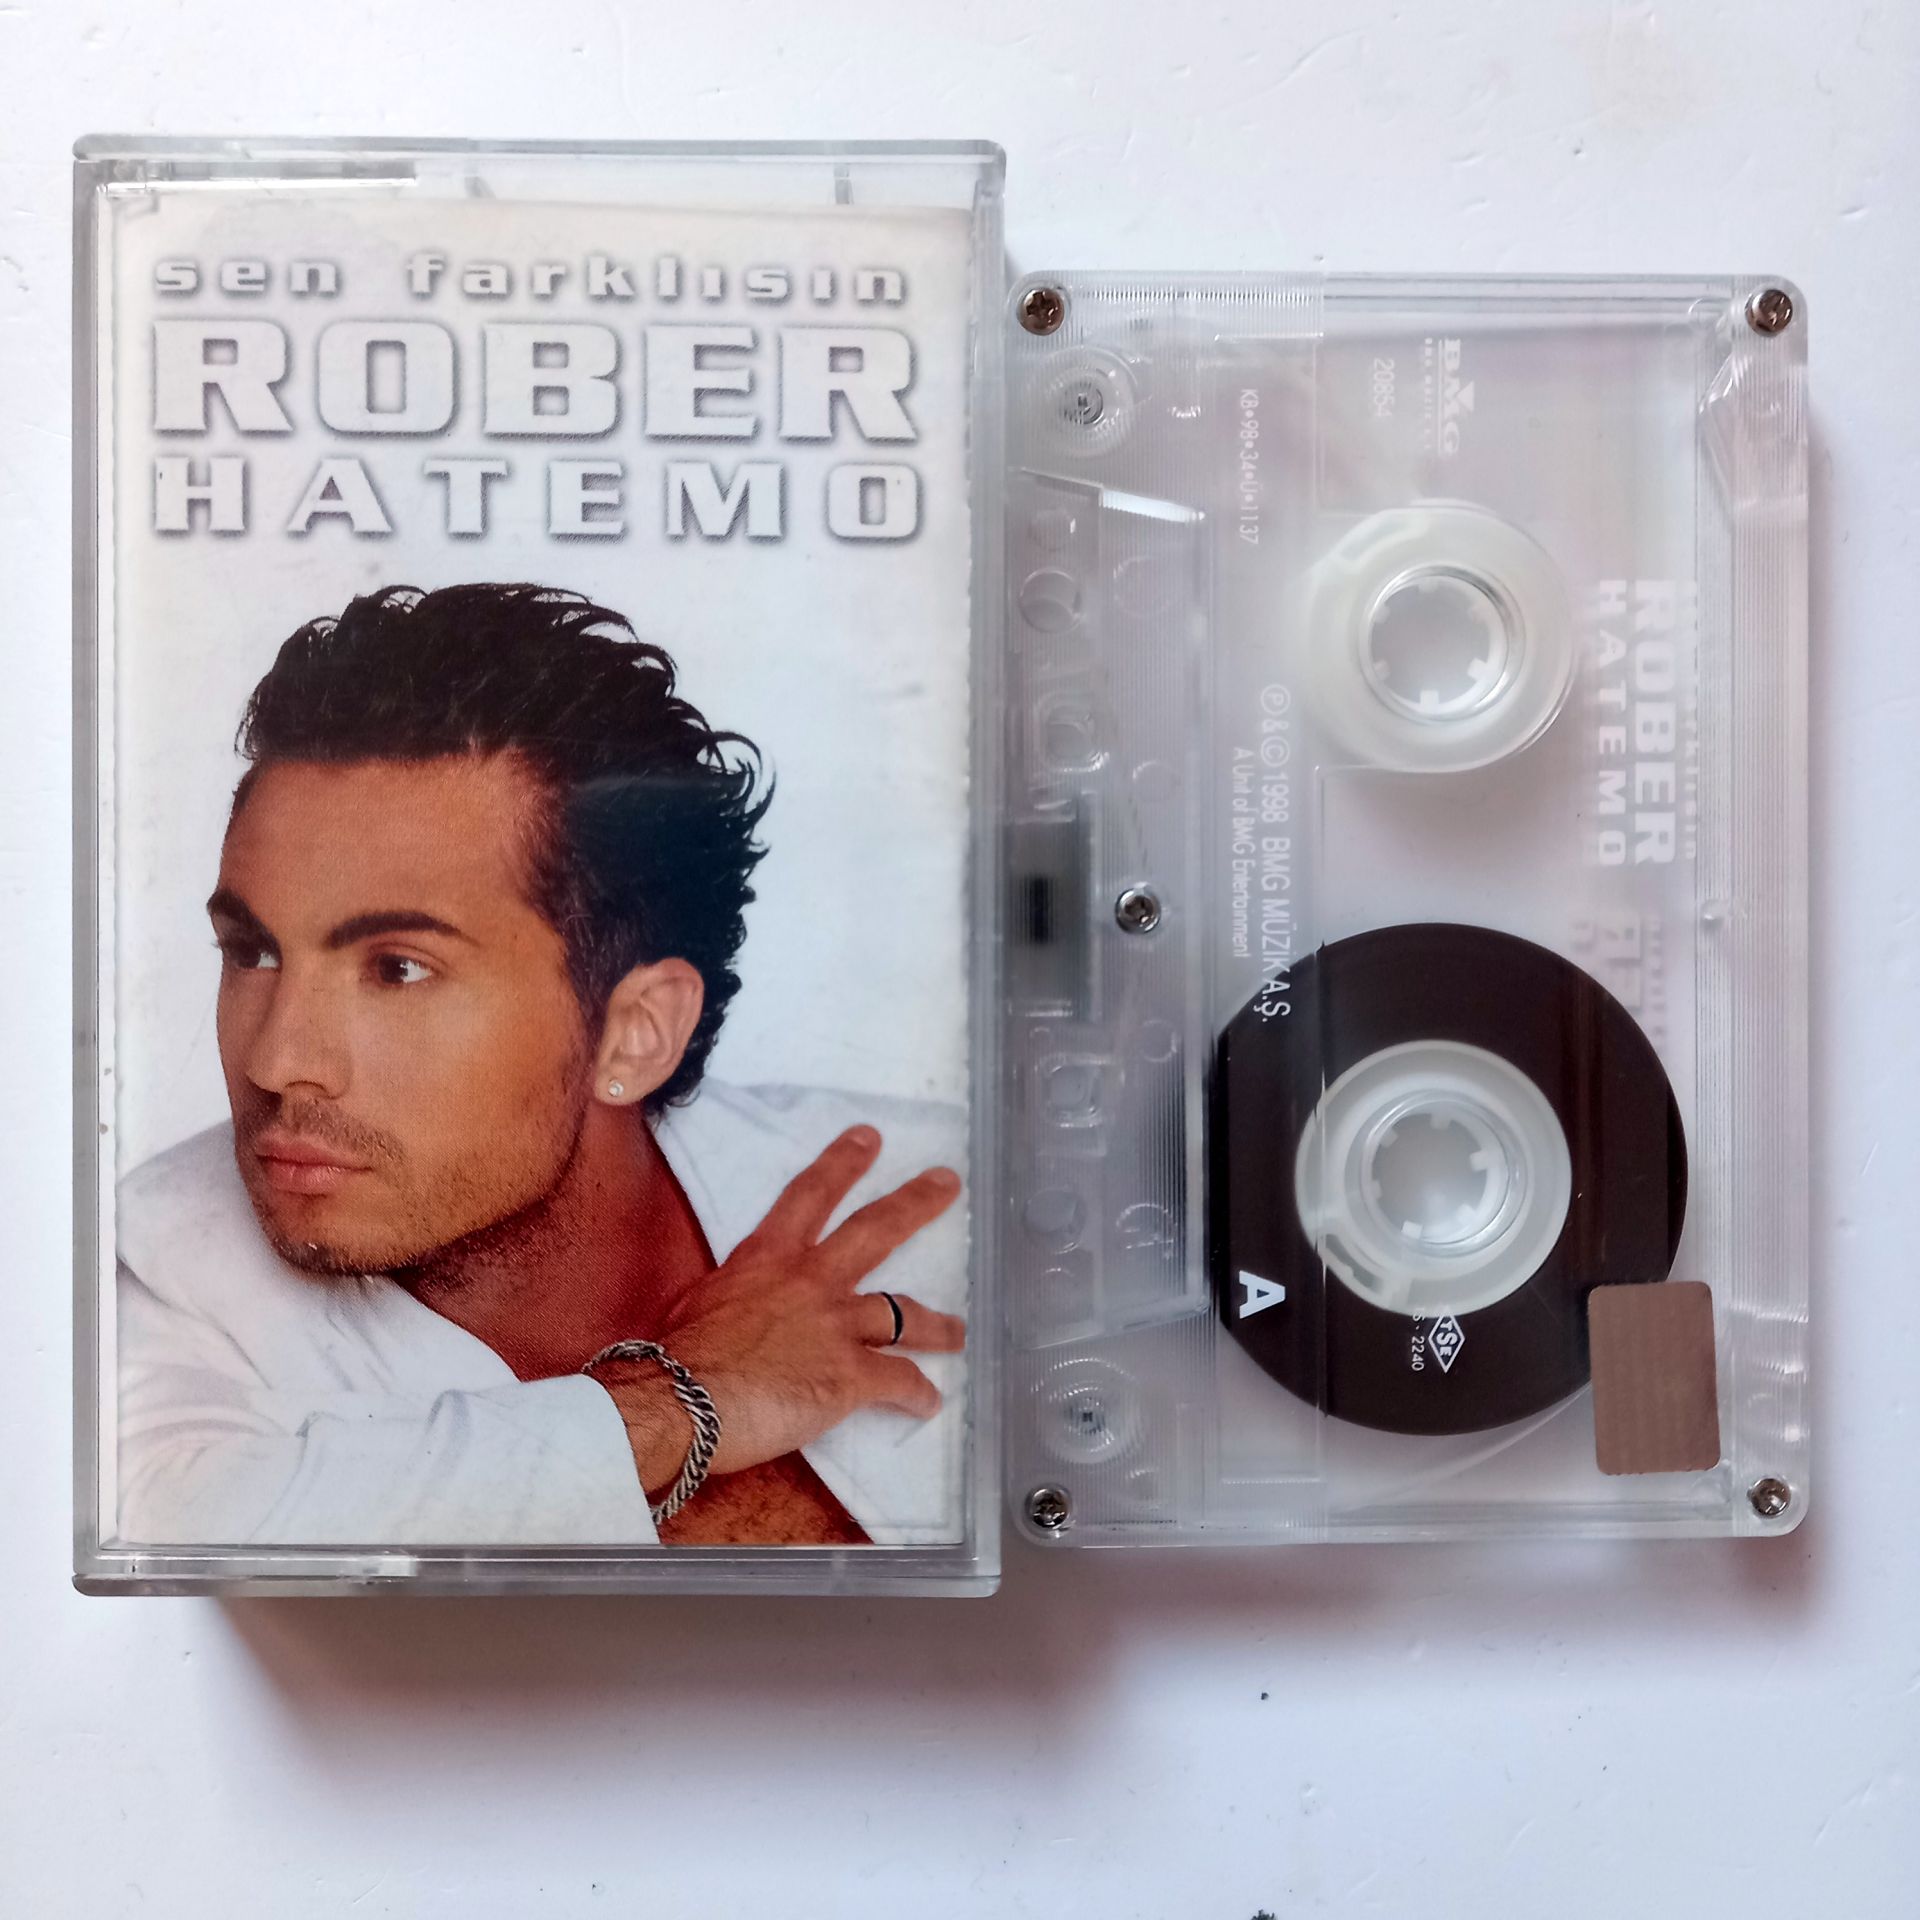 sen farklısın
ROBER
HATEMO
BMG
20854
KB•98•34•Ü•1137
ROBER
HATEMO
℗&©1998 BMG MÜZİK A.Ş.
A Unit of BMG Entertainment
A
TSE
2240